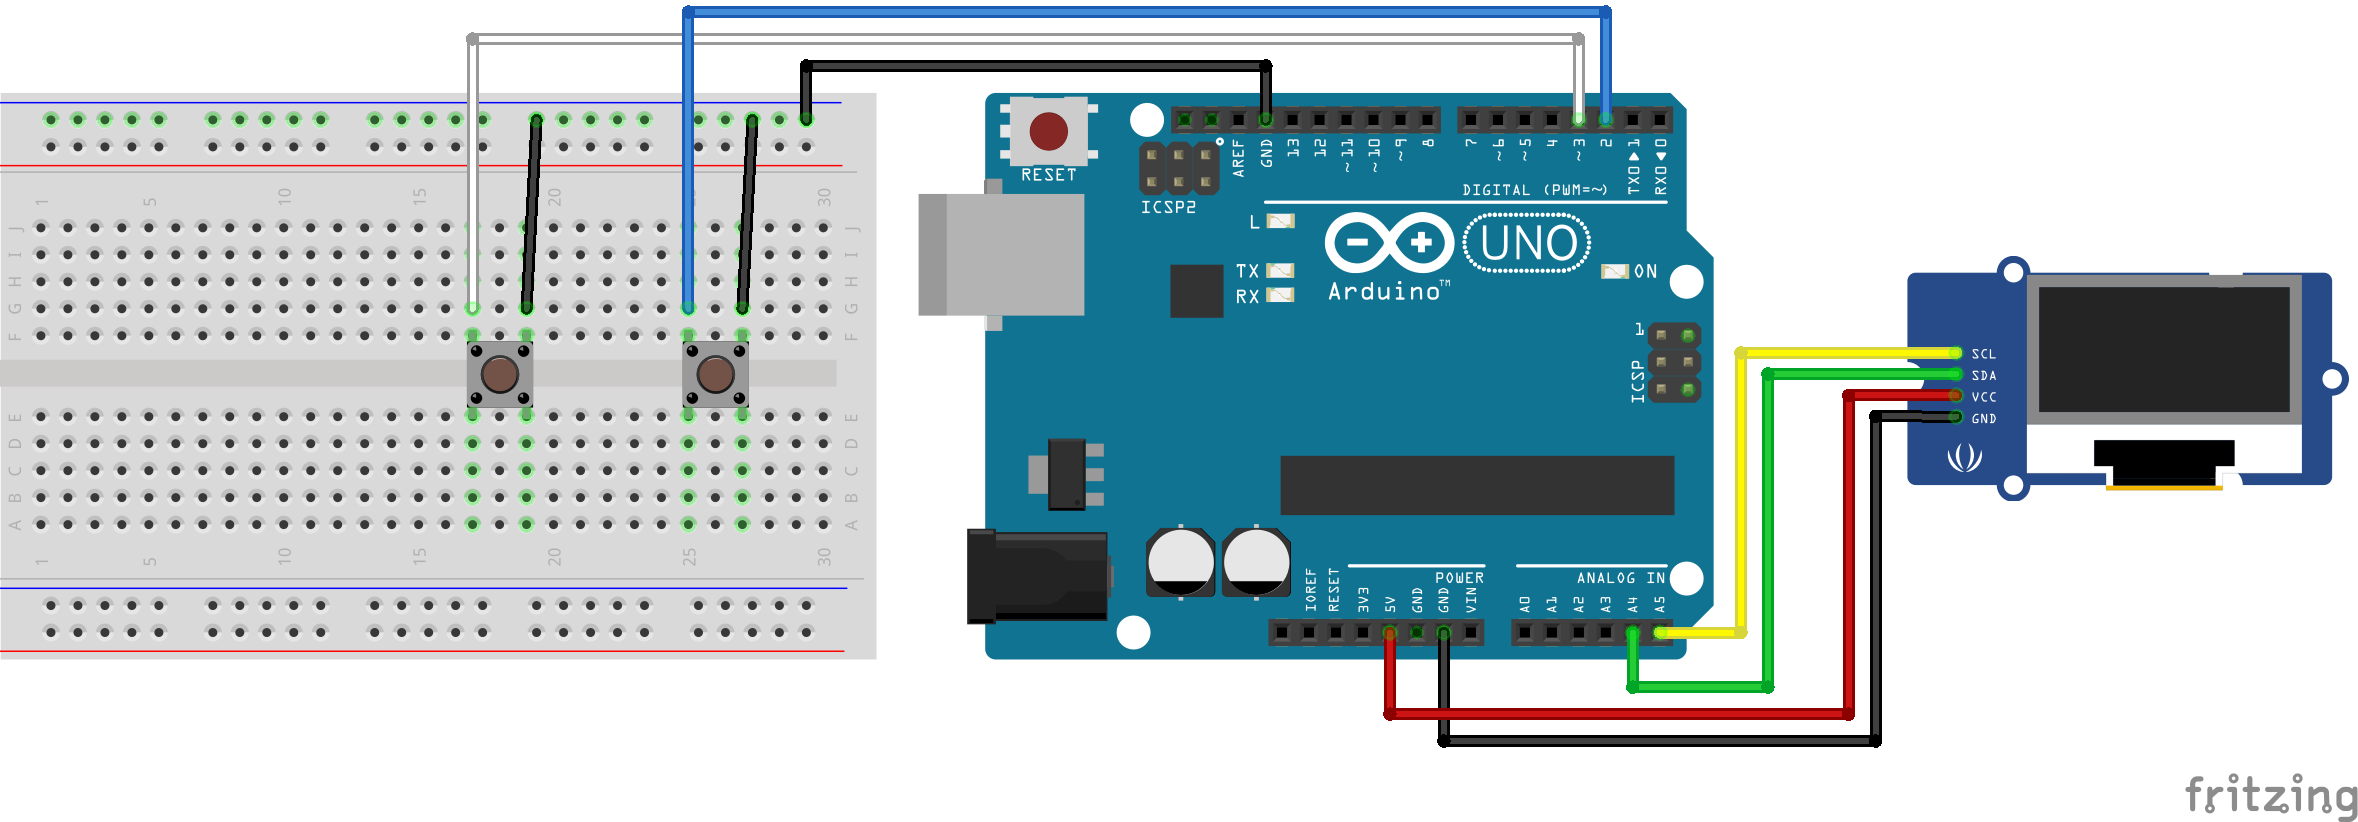 1 5 10 15 20 25 30
J J
I I
H H
G G
F F
E E
D D
C C
B B
A A
1 5 10 15 20 25 30
RESET
ICSP2
AREF
GND
13
12
~11
~10
~9
8
7
~6
~5
4
~3
2
TX0▶1
RX0◀0
DIGITAL (PWM=~)
L
TX
RX
UNO
Arduino™
ON
1
ICSP
IOREF
RESET
3V3
5V
GND
GND
VIN
POWER
ANALOG IN
A0
A1
A2
A3
A4
A5
SCL
SDA
VCC
GND
fritzing